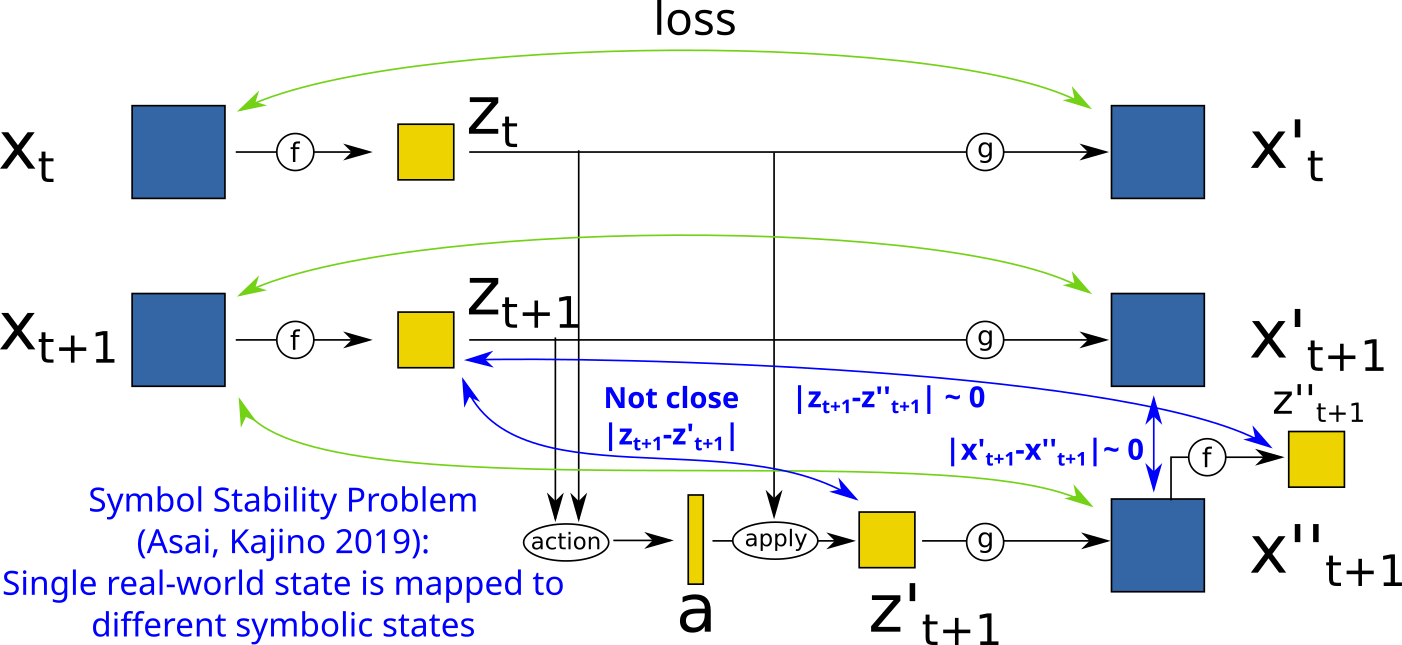 loss
x_t
f
z_t
g
x'_t
x_{t+1}
f
z_{t+1}
g
x'_{t+1}
Not close
|z_{t+1}-z'_{t+1}|
|z_{t+1}-z''_{t+1}| ~ 0
z''_{t+1}
|x'_{t+1}-x''_{t+1}|~ 0
f
Symbol Stability Problem
(Asai, Kajino 2019):
Single real-world state is mapped to
different symbolic states
action
a
apply
z'_{t+1}
g
x''_{t+1}